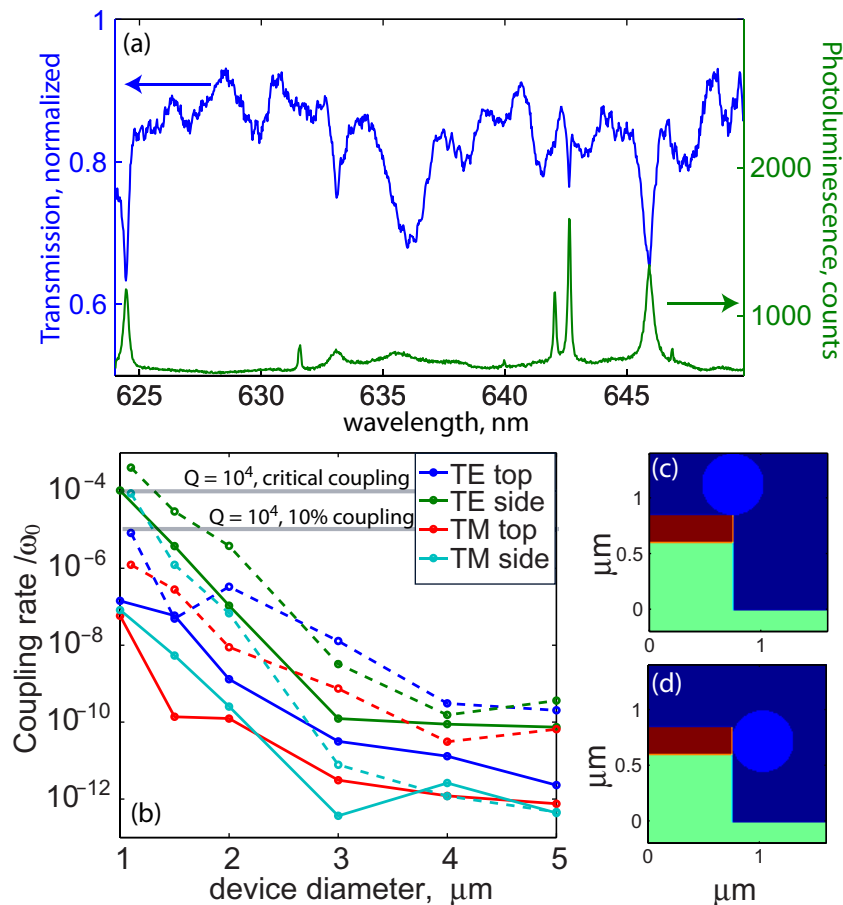 (a)
Transmission, normalized
1
0.8
0.6
Photoluminescence, counts
2000
1000
625 630 635 640 645
wavelength, nm
(b)
Coupling rate /ω0
10−4
10−6
10−8
10−10
10−12
Q = 10^4, critical coupling
Q = 10^4, 10% coupling
TE top
TE side
TM top
TM side
1 2 3 4 5
device diameter, μm
(c)
μm
1
0.5
0
0 1
(d)
μm
1
0.5
0
0 1
μm